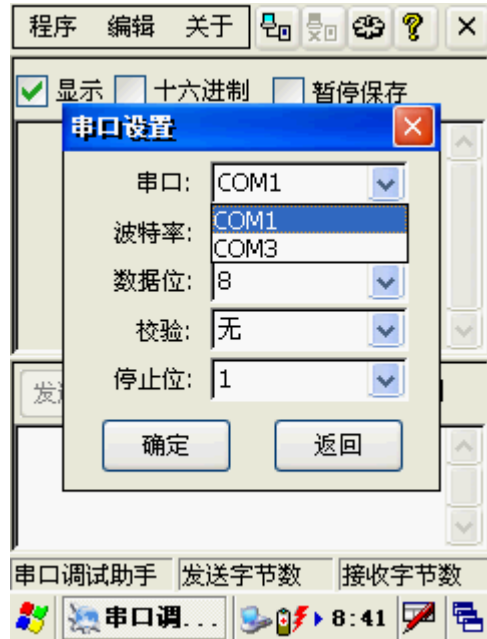 程序 编辑 关于
显示 十六进制 暂停保存
串口设置
串口: COM1
COM1
波特率:
COM3
数据位: 8
校验: 无
停止位: 1
发
确定 返回
串口调试助手 发送字节数 接收字节数
串口调... 8:41